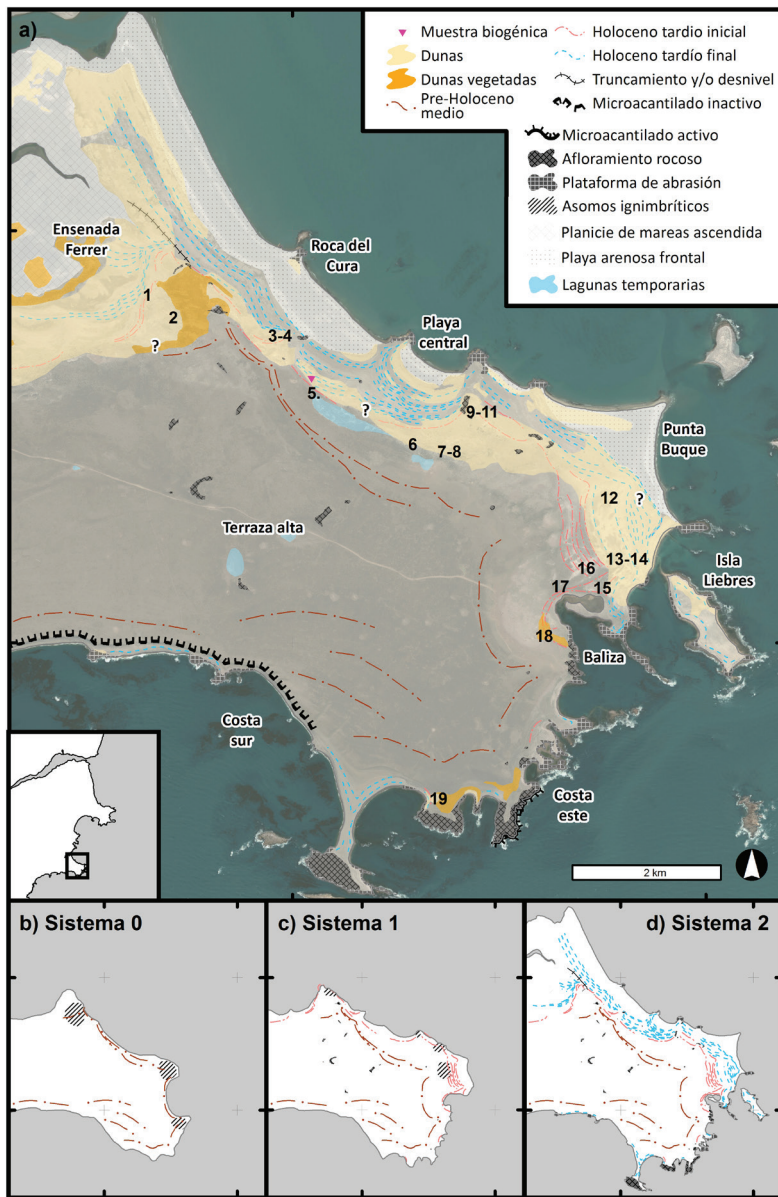 a)
Muestra biogénica
Dunas
Dunas vegetadas
Pre-Holoceno
medio
Holoceno tardio inicial
Holoceno tardío final
Truncamiento y/o desnivel
Microacantilado inactivo
Microacantilado activo
Afloramiento rocoso
Plataforma de abrasión
Asomos ignimbríticos
Planicie de mareas ascendida
Playa arenosa frontal
Lagunas temporarias
Ensenada
Ferrer
Roca del
Cura
1
2
?
3-4
Playa
central
5.
?
9-11
6
7-8
Punta
Buque
12
?
Terraza alta
13-14
16
17
15
Isla
Liebres
18
Baliza
Costa
sur
19
Costa
este
2 km
b) Sistema 0
c) Sistema 1
d) Sistema 2